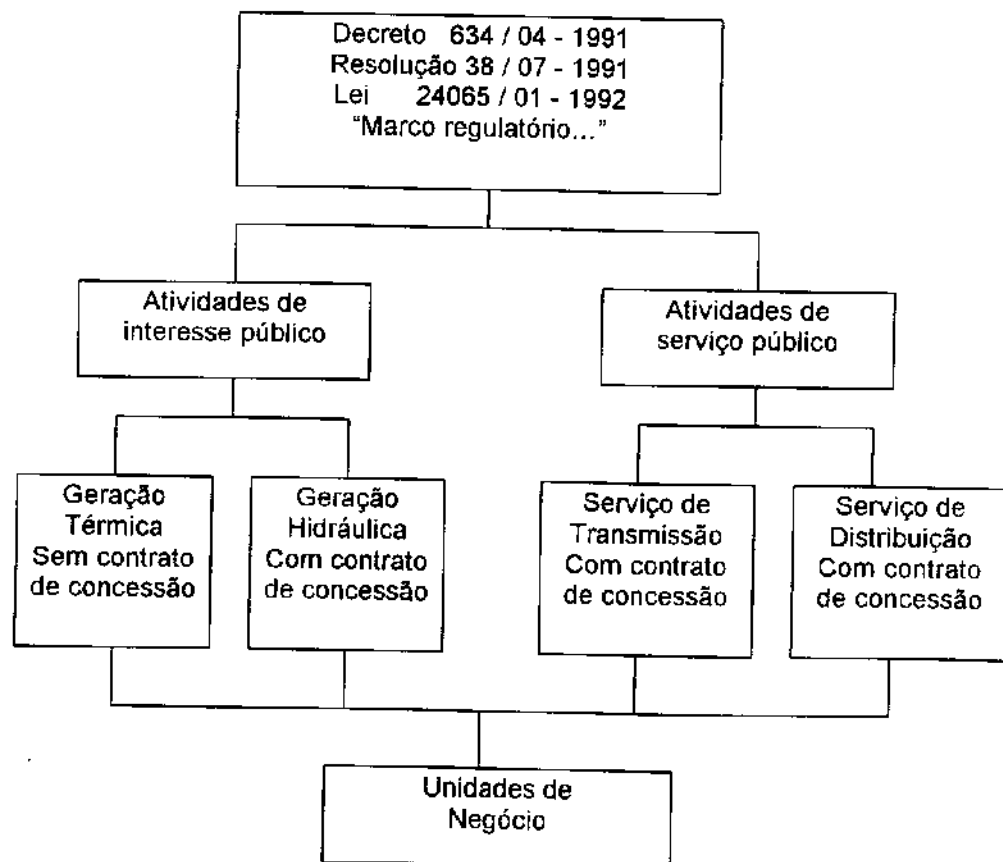 Decreto 634 / 04 - 1991
Resolução 38 / 07 - 1991
Lei 24065 / 01 - 1992
“Marco regulatório...”
Atividades de
interesse público
Atividades de
serviço público
Geração
Térmica
Sem contrato
de concessão
Geração
Hidráulica
Com contrato
de concessão
Serviço de
Transmissão
Com contrato
de concessão
Serviço de
Distribuição
Com contrato
de concessão
Unidades de
Negócio